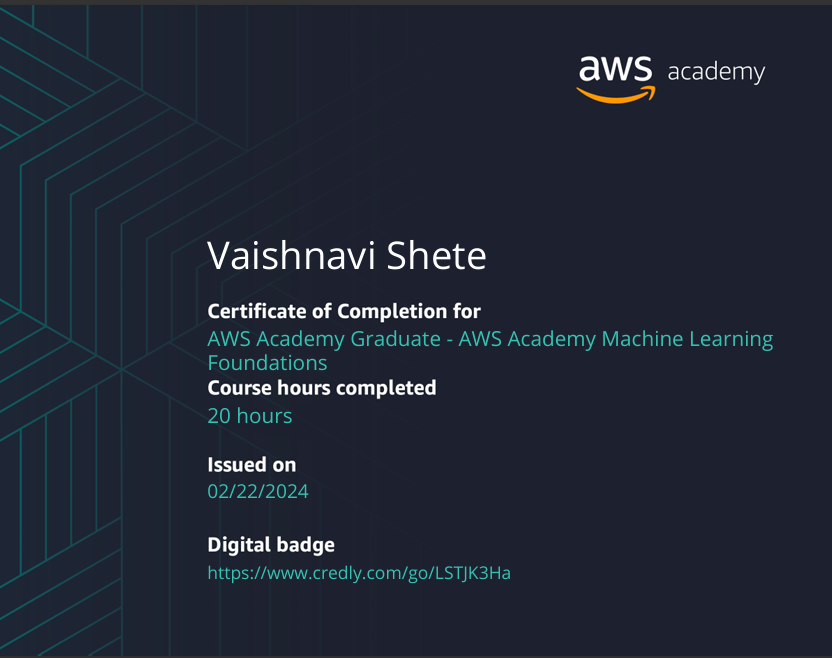 aws academy
Vaishnavi Shete
Certificate of Completion for
AWS Academy Graduate - AWS Academy Machine Learning
Foundations
Course hours completed
20 hours
Issued on
02/22/2024
Digital badge
https://www.credly.com/go/LSTJK3Ha